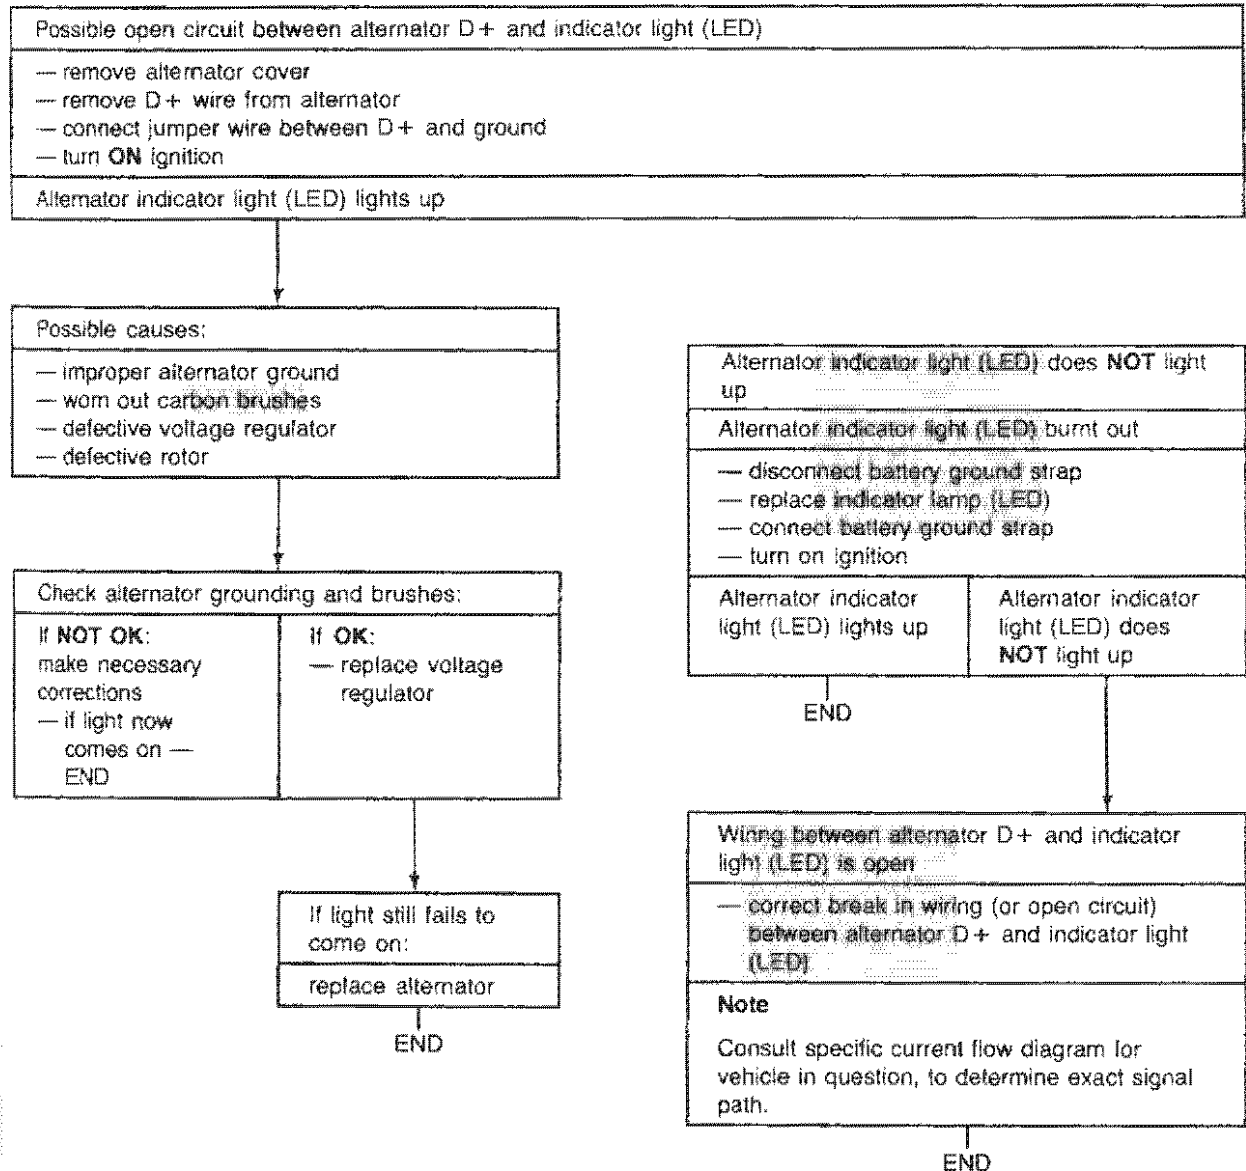 Possible open circuit between alternator D+ and indicator light (LED)
— remove alternator cover
— remove D+ wire from alternator
— connect jumper wire between D+ and ground
— turn ON ignition
Alternator indicator light (LED) lights up
Possible causes:
— improper alternator ground
— worn out carbon brushes
— defective voltage regulator
— defective rotor
Check alternator grounding and brushes:
If NOT OK:
make necessary
corrections
— if light now
comes on —
END
If OK:
— replace voltage
regulator
If light still fails to
come on:
replace alternator
END
Alternator indicator light (LED) does NOT light
up
Alternator indicator light (LED) burnt out
— disconnect battery ground strap
— replace indicator lamp (LED)
— connect battery ground strap
— turn on ignition
Alternator indicator
light (LED) lights up
END
Alternator indicator
light (LED) does
NOT light up
Wiring between alternator D+ and indicator
light (LED) is open
— correct break in wiring (or open circuit)
between alternator D+ and indicator light
(LED)
Note
Consult specific current flow diagram for
vehicle in question, to determine exact signal
path.
END